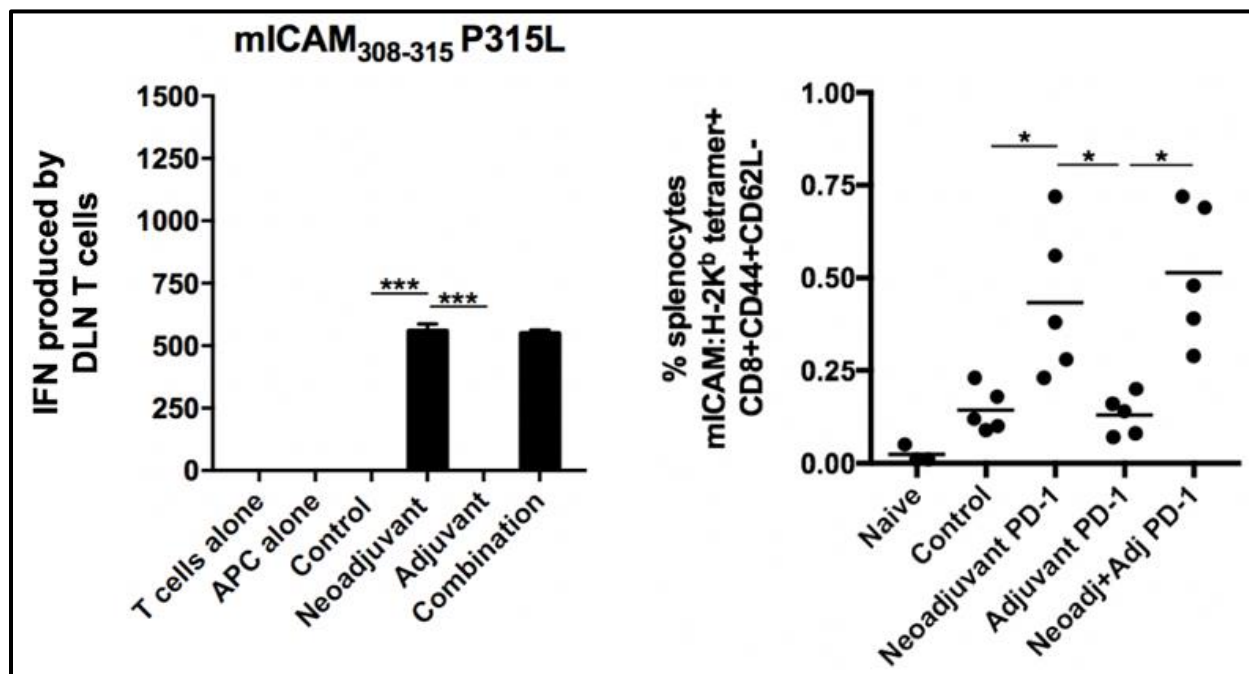 mICAM308-315 P315L
IFN produced by
DLN T cells
1500
1250
1000
750
500
250
0
***
***
T cells alone
APC alone
Control
Neoadjuvant
Adjuvant
Combination
% splenocytes
mICAM:H-2Kb tetramer+
CD8+CD44+CD62L-
1.00
0.75
0.50
0.25
0.00
*
*
*
Naive
Control
Neoadjuvant PD-1
Adjuvant PD-1
Neoadj+Adj PD-1